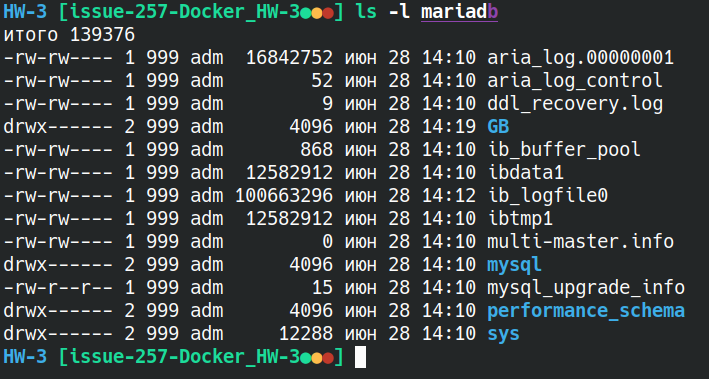 HW-3 [issue-257-Docker_HW-3●●●] ls -l mariadb
итого 139376
-rw-rw---- 1 999 adm  16842752 июн 28 14:10 aria_log.00000001
-rw-rw---- 1 999 adm        52 июн 28 14:10 aria_log_control
-rw-rw---- 1 999 adm         9 июн 28 14:10 ddl_recovery.log
drwx------ 2 999 adm      4096 июн 28 14:19 GB
-rw-rw---- 1 999 adm       868 июн 28 14:10 ib_buffer_pool
-rw-rw---- 1 999 adm  12582912 июн 28 14:10 ibdata1
-rw-rw---- 1 999 adm 100663296 июн 28 14:12 ib_logfile0
-rw-rw---- 1 999 adm  12582912 июн 28 14:10 ibtmp1
-rw-rw---- 1 999 adm         0 июн 28 14:10 multi-master.info
drwx------ 2 999 adm      4096 июн 28 14:10 mysql
-rw-r--r-- 1 999 adm        15 июн 28 14:10 mysql_upgrade_info
drwx------ 2 999 adm      4096 июн 28 14:10 performance_schema
drwx------ 2 999 adm     12288 июн 28 14:10 sys
HW-3 [issue-257-Docker_HW-3●●●]